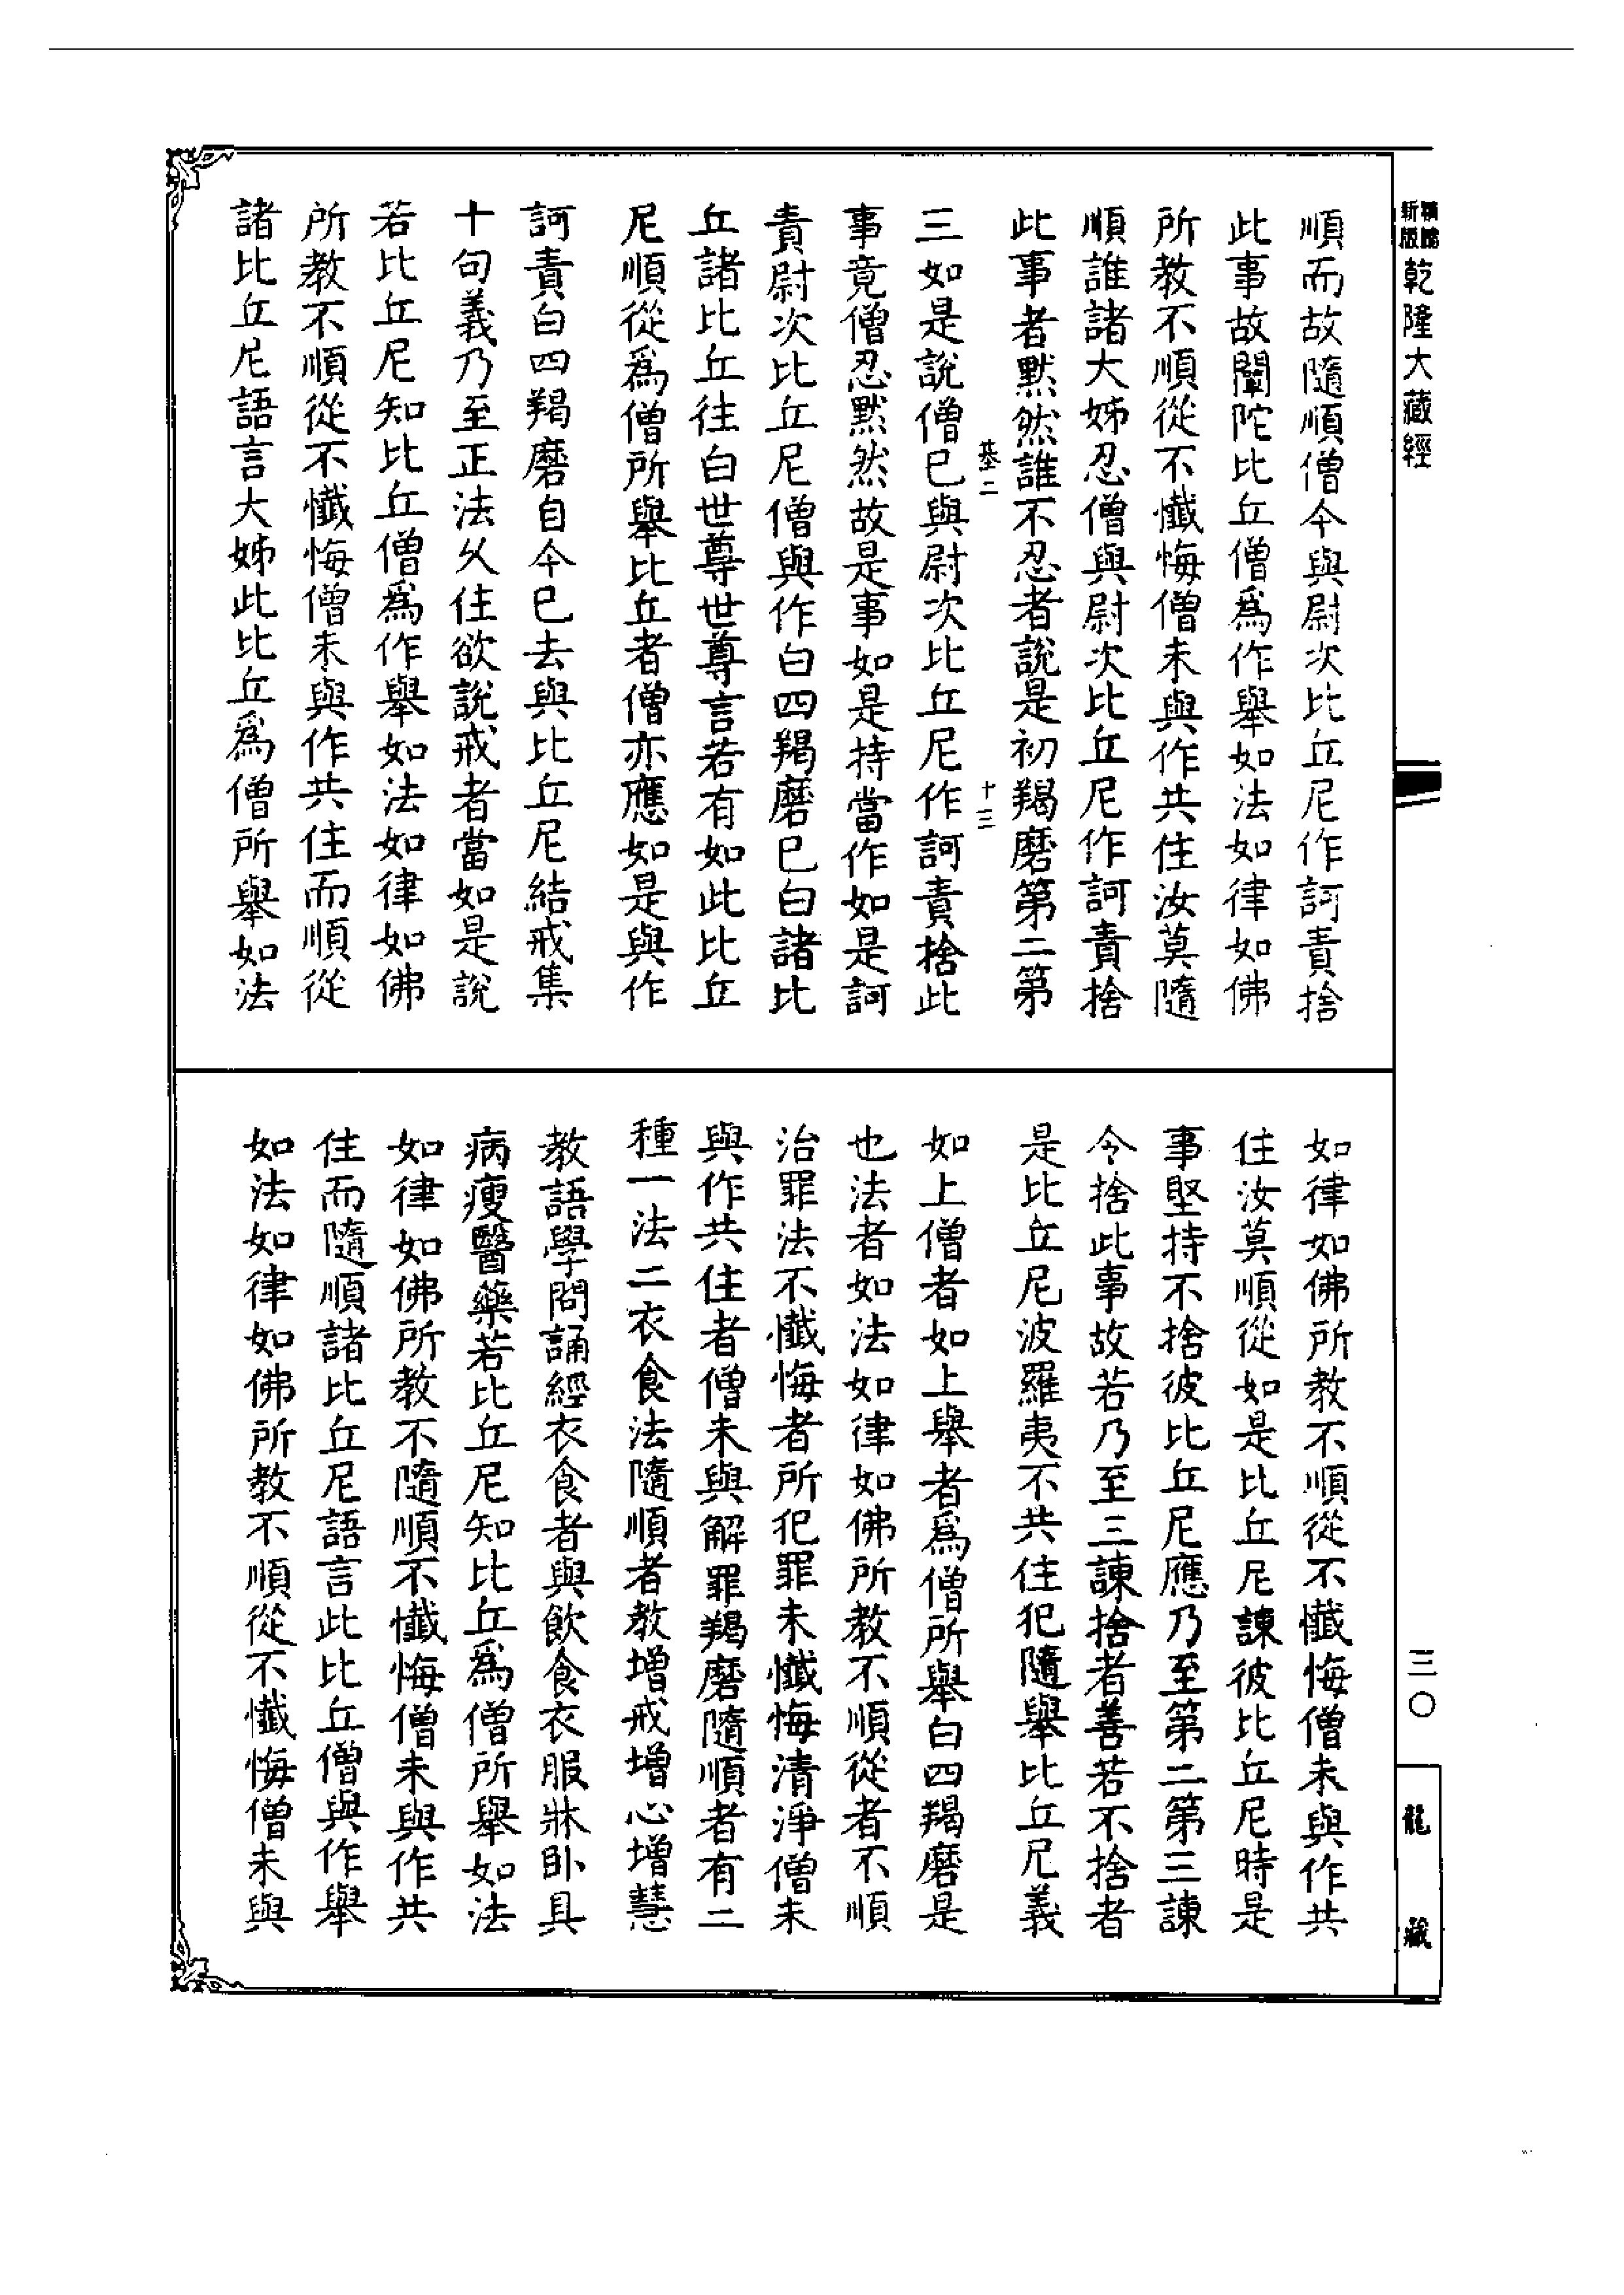 新版乾隆大藏經
順而故隨順僧今與尉次比丘尼作訶責捨
此事故闡陀比丘僧爲作舉如法如律如佛
所教不順從不懺悔僧未與作共住汝莫隨
順誰諸大姊忍僧與尉次比丘尼作訶責捨
此事者默然誰不忍者說是初羯磨第二第
基二 十三
三如是說僧已與尉次比丘尼作訶責捨此
事竟僧忍默然故是事如是持當作如是訶
責尉次比丘尼僧與作白四羯磨已白諸比
丘諸比丘往白世尊世尊言若有如此比丘
尼順從爲僧所舉比丘者僧亦應如是與作
訶責白四羯磨自今已去與比丘尼結戒集
十句義乃至正法久住欲說戒者當如是說
若比丘尼知比丘僧爲作舉如法如律如佛
所教不順從不懺悔僧未與作共住而順從
諸比丘尼語言大姊此比丘爲僧所舉如法
如律如佛所教不順從不懺悔僧未與作共
住汝莫順從如是比丘尼諫彼比丘尼時是
事堅持不捨彼比丘尼應乃至第二第三諫
令捨此事故若乃至三諫捨者善若不捨者
是比丘尼波羅夷不共住犯隨舉比丘尼義
如上僧者如上舉者爲僧所舉白四羯磨是
也法者如法如律如佛所教不順從者不順
治罪法不懺悔者所犯罪未懺悔清淨僧未
與作共住者僧未與解罪羯磨隨順者有二
種一法二衣食法隨順者教增戒增心增慧
教語學問誦經衣食者與飲食衣服牀臥具
病瘦醫藥若比丘尼知比丘爲僧所舉如法
如律如佛所教不隨順不懺悔僧未與作共
住而隨順諸比丘尼語言此比丘僧與作舉
如法如律如佛所教不順從不懺悔僧未與
三〇
龍藏